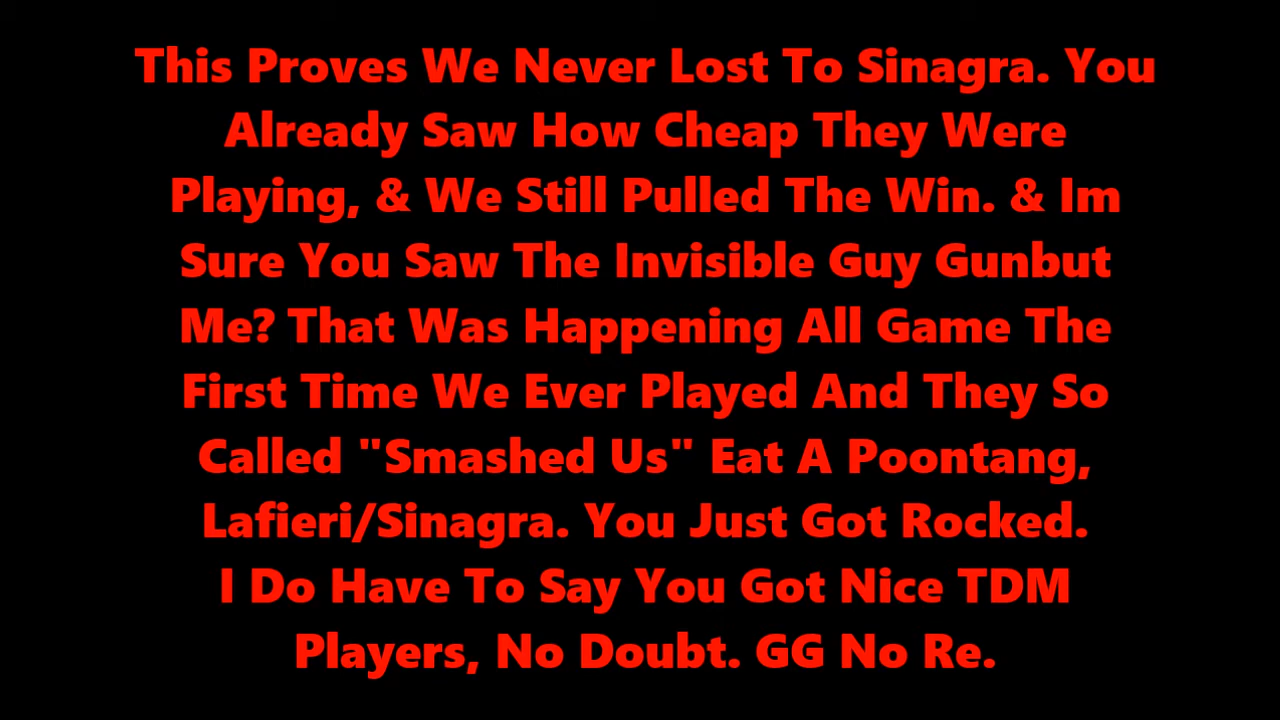 This Proves We Never Lost To Sinagra. You
Already Saw How Cheap They Were
Playing, & We Still Pulled The Win. & Im
Sure You Saw The Invisible Guy Gunbut
Me? That Was Happening All Game The
First Time We Ever Played And They So
Called "Smashed Us" Eat A Poontang,
Lafieri/Sinagra. You Just Got Rocked.
I Do Have To Say You Got Nice TDM
Players, No Doubt. GG No Re.